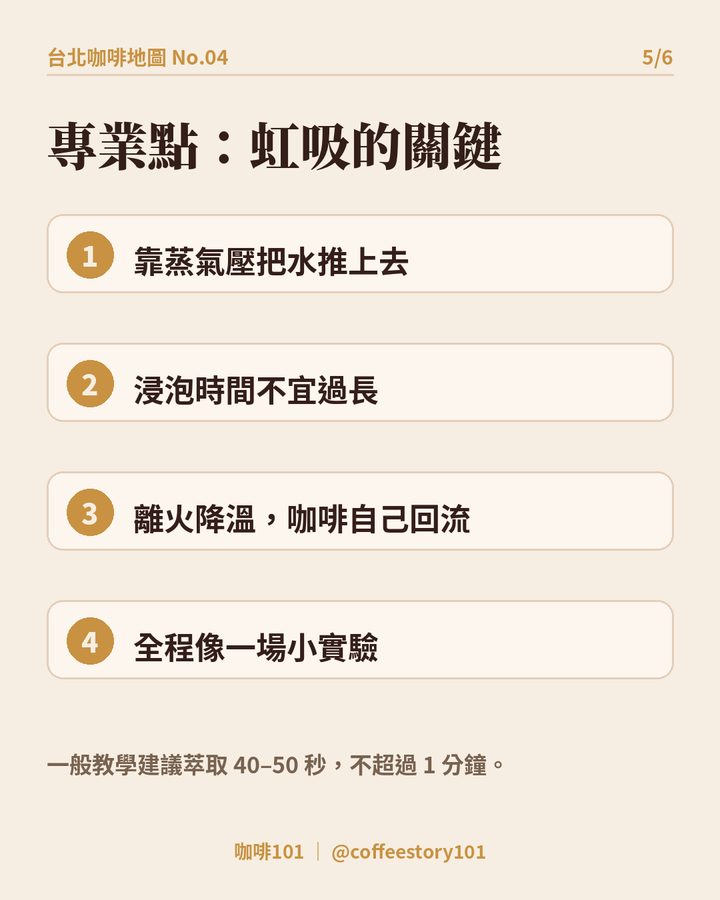 台北咖啡地圖 No.04
5/6
專業點：虹吸的關鍵
1 靠蒸氣壓把水推上去
2 浸泡時間不宜過長
3 離火降溫，咖啡自己回流
4 全程像一場小實驗
一般教學建議萃取 40–50 秒，不超過 1 分鐘。
咖啡101｜@coffeestory101